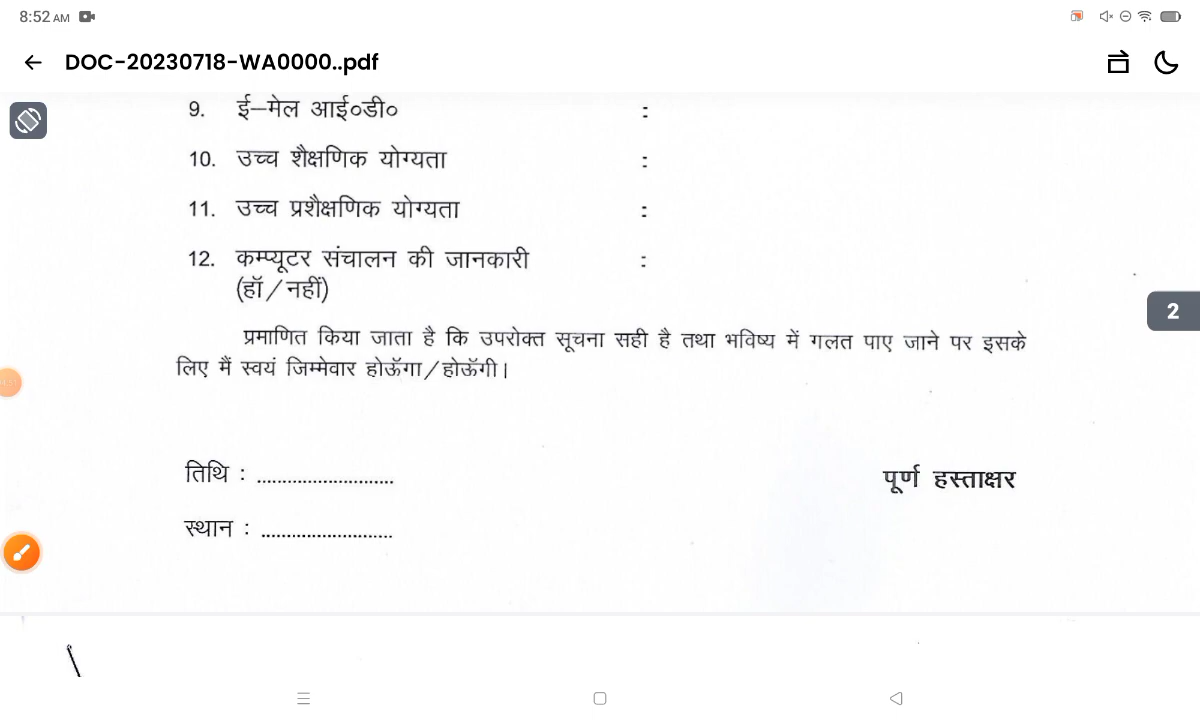 8:52 AM
DOC-20230718-WA0000..pdf
9. ई–मेल आई०डी० :
10. उच्च शैक्षणिक योग्यता :
11. उच्च प्रशैक्षणिक योग्यता :
12. कम्प्यूटर संचालन की जानकारी :
(हॉ/नहीं)
2
प्रमाणित किया जाता है कि उपरोक्त सूचना सही है तथा भविष्य में गलत पाए जाने पर इसके
लिए मैं स्वयं जिम्मेवार होऊॅगा/होऊॅगी।
तिथि : ...........................
पूर्ण हस्ताक्षर
स्थान : ..........................